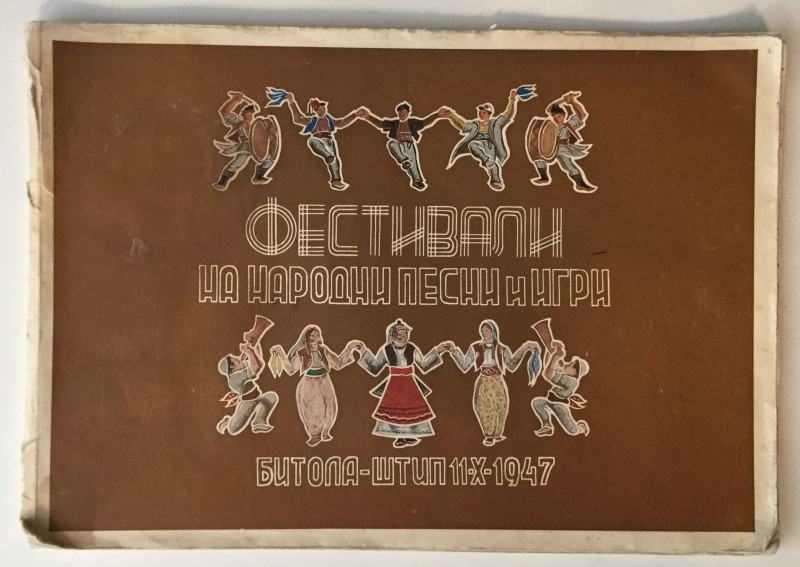 ФЕСТИВАЛИ
НА НАРОДНИ ПЕСНИ и ИГРИ
БИТОЛА-ШТИП 11·X·1947